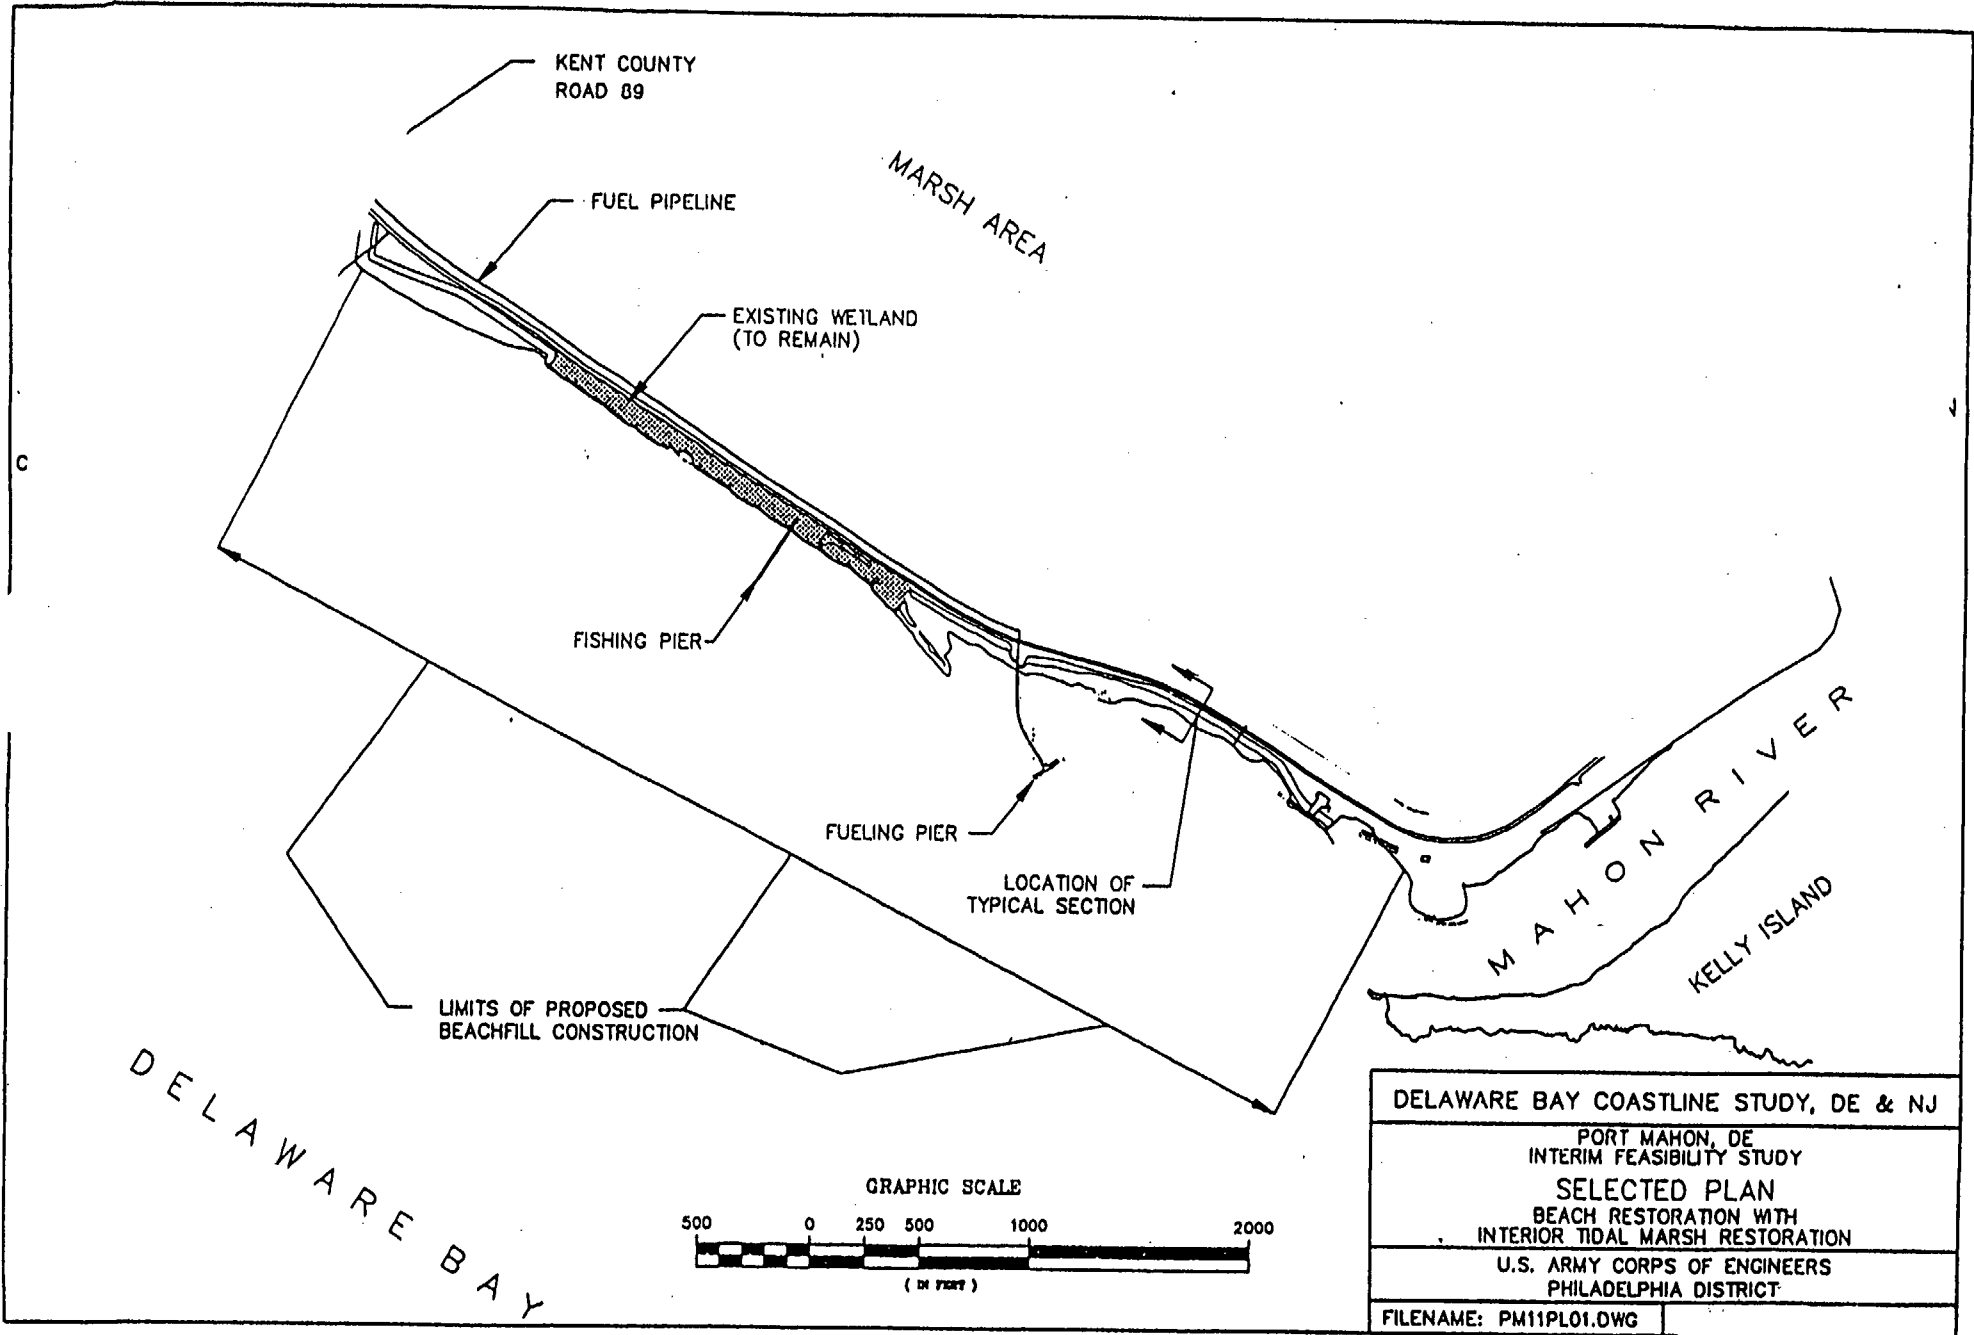 KENT COUNTY
ROAD 89
MARSH AREA
FUEL PIPELINE
EXISTING WETLAND
(TO REMAIN)
C
FISHING PIER
FUELING PIER
LOCATION OF
TYPICAL SECTION
MAHON RIVER
KELLY ISLAND
LIMITS OF PROPOSED
BEACHFILL CONSTRUCTION
DELAWARE BAY
GRAPHIC SCALE
500 0 250 500 1000 2000
( IN FEET )
DELAWARE BAY COASTLINE STUDY, DE & NJ
PORT MAHON, DE
INTERIM FEASIBILITY STUDY
SELECTED PLAN
BEACH RESTORATION WITH
INTERIOR TIDAL MARSH RESTORATION
U.S. ARMY CORPS OF ENGINEERS
PHILADELPHIA DISTRICT
FILENAME: PM11PL01.DWG